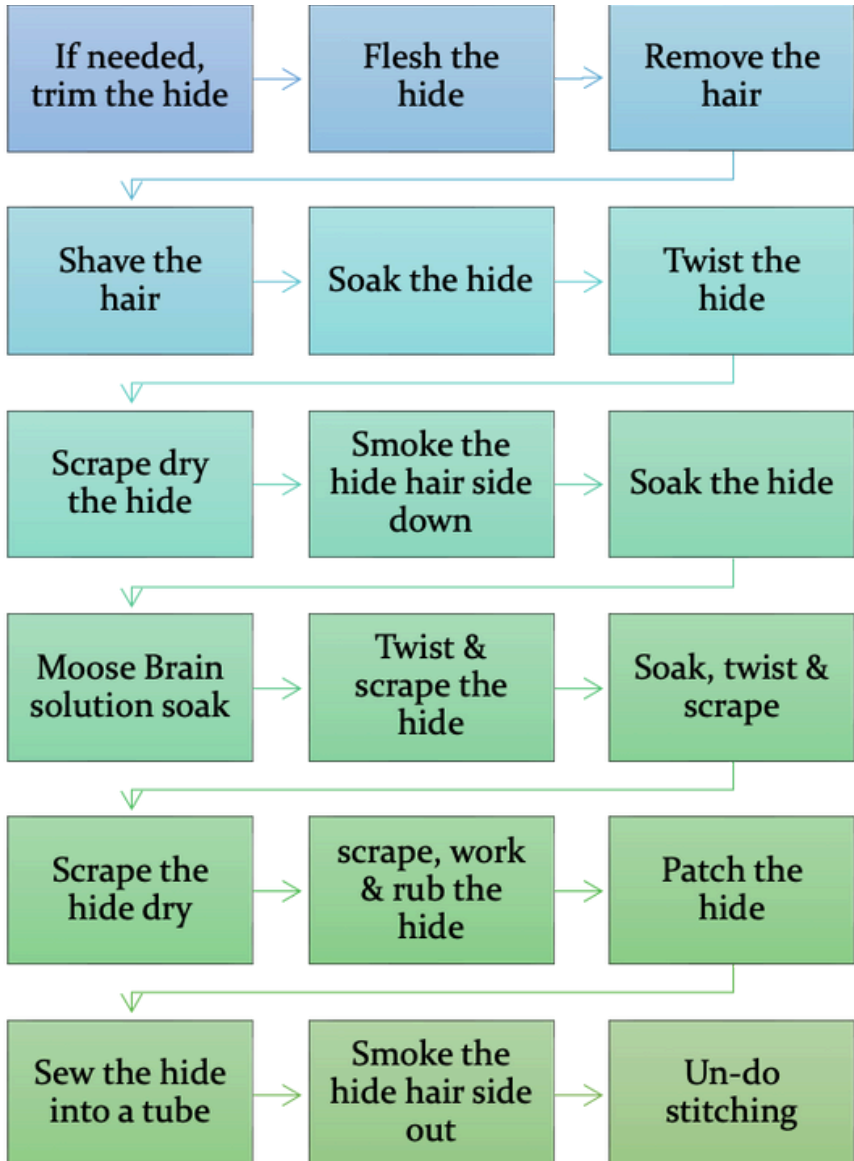 If needed,
trim the hide
Flesh the
hide
Remove the
hair
Shave the
hair
Soak the hide
Twist the
hide
Scrape dry
the hide
Smoke the
hide hair side
down
Soak the hide
Moose Brain
solution soak
Twist &
scrape the
hide
Soak, twist &
scrape
Scrape the
hide dry
scrape, work
& rub the
hide
Patch the
hide
Sew the hide
into a tube
Smoke the
hide hair side
out
Un-do
stitching